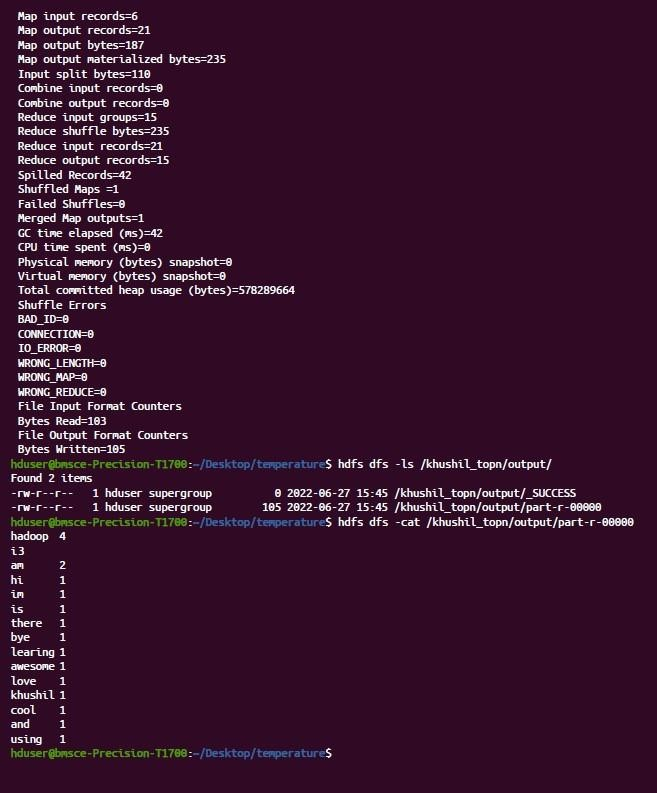 Map input records=6
Map output records=21
Map output bytes=187
Map output materialized bytes=235
Input split bytes=110
Combine input records=0
Combine output records=0
Reduce input groups=15
Reduce shuffle bytes=235
Reduce input records=21
Reduce output records=15
Spilled Records=42
Shuffled Maps =1
Failed Shuffles=0
Merged Map outputs=1
GC time elapsed (ms)=42
CPU time spent (ms)=0
Physical memory (bytes) snapshot=0
Virtual memory (bytes) snapshot=0
Total committed heap usage (bytes)=578289664
Shuffle Errors
BAD_ID=0
CONNECTION=0
IO_ERROR=0
WRONG_LENGTH=0
WRONG_MAP=0
WRONG_REDUCE=0
File Input Format Counters
Bytes Read=103
File Output Format Counters
Bytes Written=105
hduser@bmsce-Precision-T1700:~/Desktop/temperature$ hdfs dfs -ls /khushil_topn/output/
Found 2 items
-rw-r--r--   1 hduser supergroup          0 2022-06-27 15:45 /khushil_topn/output/_SUCCESS
-rw-r--r--   1 hduser supergroup        105 2022-06-27 15:45 /khushil_topn/output/part-r-00000
hduser@bmsce-Precision-T1700:~/Desktop/temperature$ hdfs dfs -cat /khushil_topn/output/part-r-00000
hadoop  4
i3
am      2
hi      1
im      1
is      1
there   1
bye     1
learing 1
awesome 1
love    1
khushil 1
cool    1
and     1
using   1
hduser@bmsce-Precision-T1700:~/Desktop/temperature$